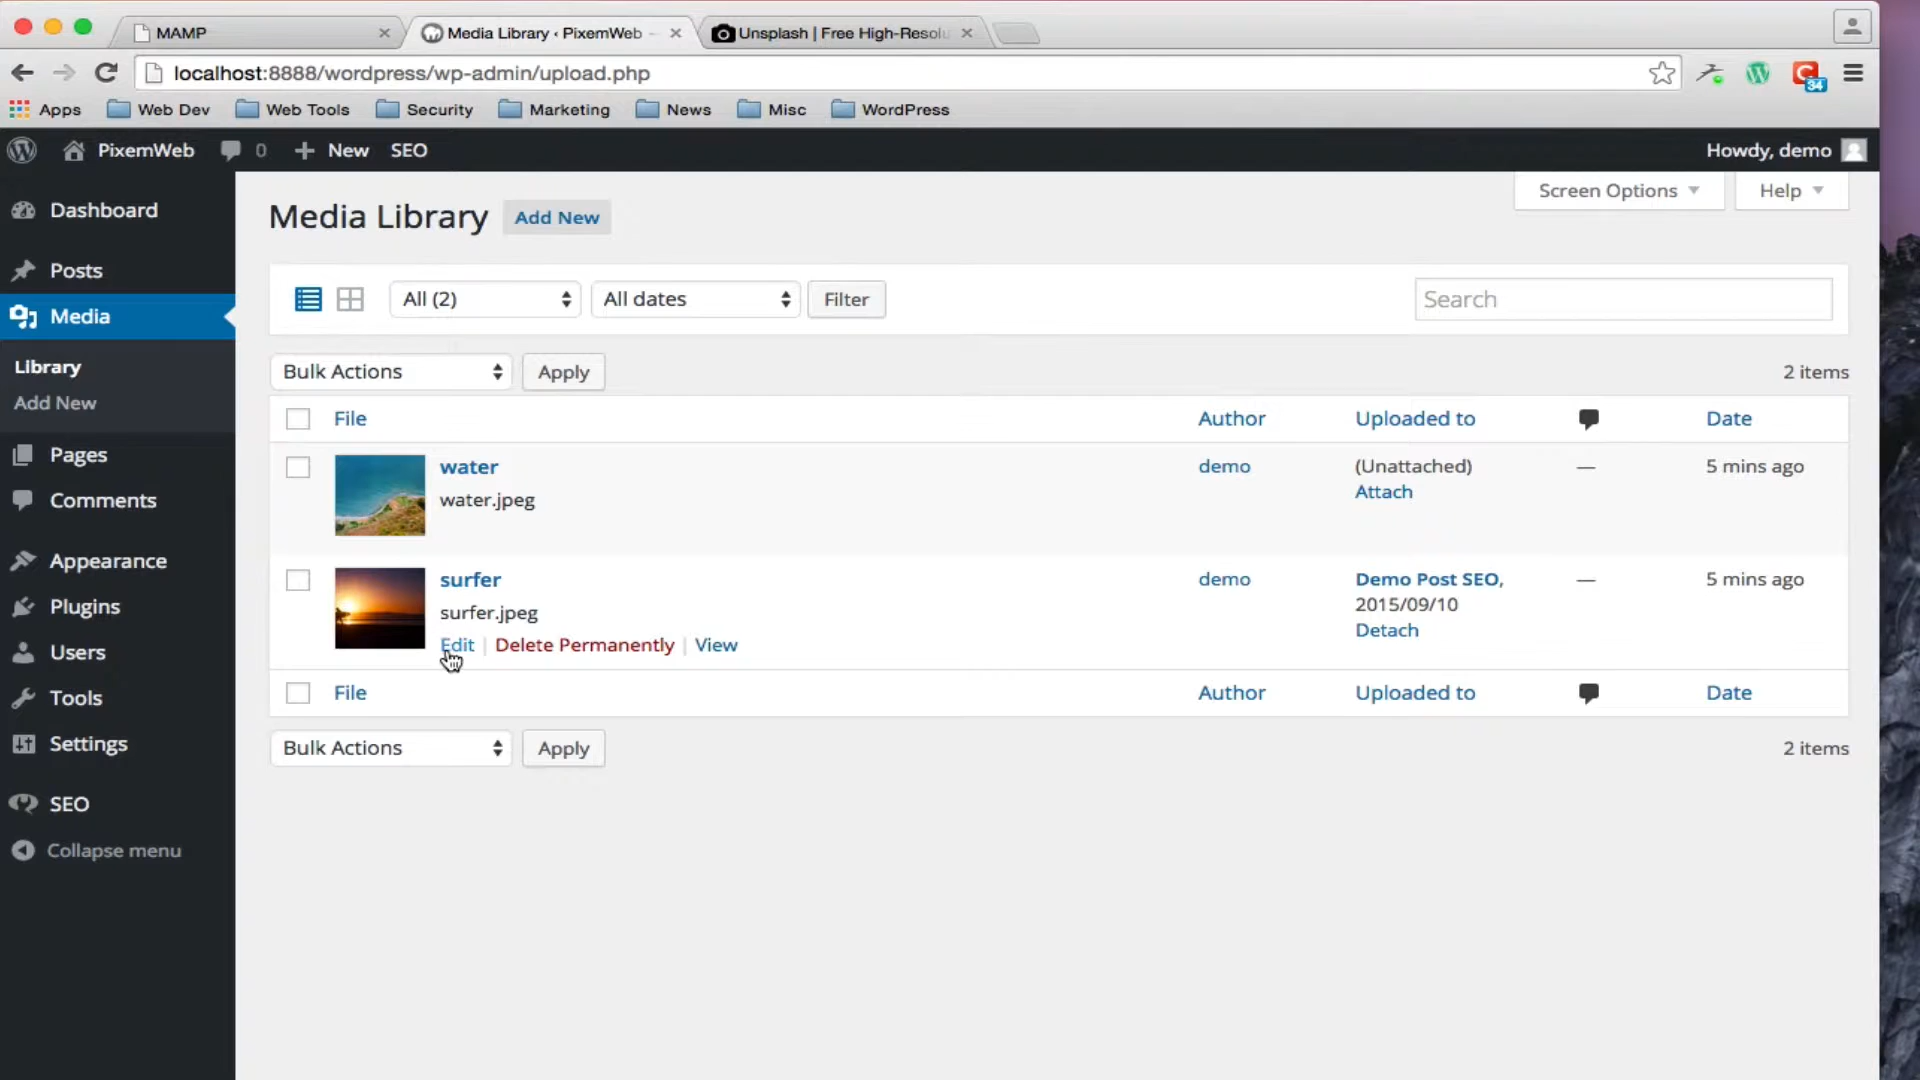 MAMP
Media Library ‹ PixemWeb –
Unsplash | Free High-Resolu
localhost:8888/wordpress/wp-admin/upload.php
34
Apps Web Dev Web Tools Security Marketing News Misc WordPress
PixemWeb 0 New SEO Howdy, demo
Dashboard
Posts
Media
Library
Add New
Pages
Comments
Appearance
Plugins
Users
Tools
Settings
SEO
Collapse menu
Screen Options Help
Media Library Add New
All (2) All dates Filter Search
Bulk Actions Apply 2 items
File Author Uploaded to Date
water demo (Unattached) — 5 mins ago
water.jpeg Attach
surfer demo Demo Post SEO, — 5 mins ago
surfer.jpeg 2015/09/10
Edit | Delete Permanently | View Detach
File Author Uploaded to Date
Bulk Actions Apply 2 items